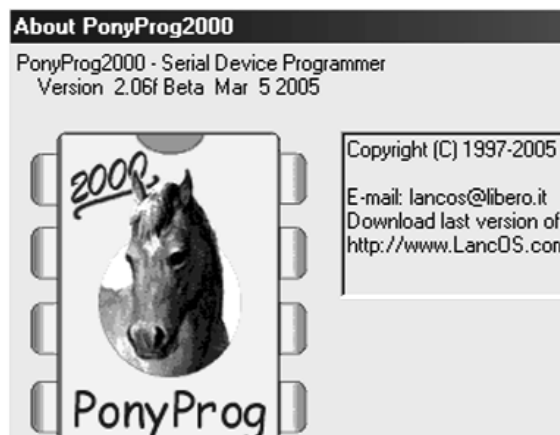 About PonyProg2000
PonyProg2000 - Serial Device Programmer
Version 2.06f Beta Mar 5 2005
2000
Copyright (C) 1997-2005
E-mail: lancos@libero.it
Download last version of
http://www.LancOS.com
PonyProg